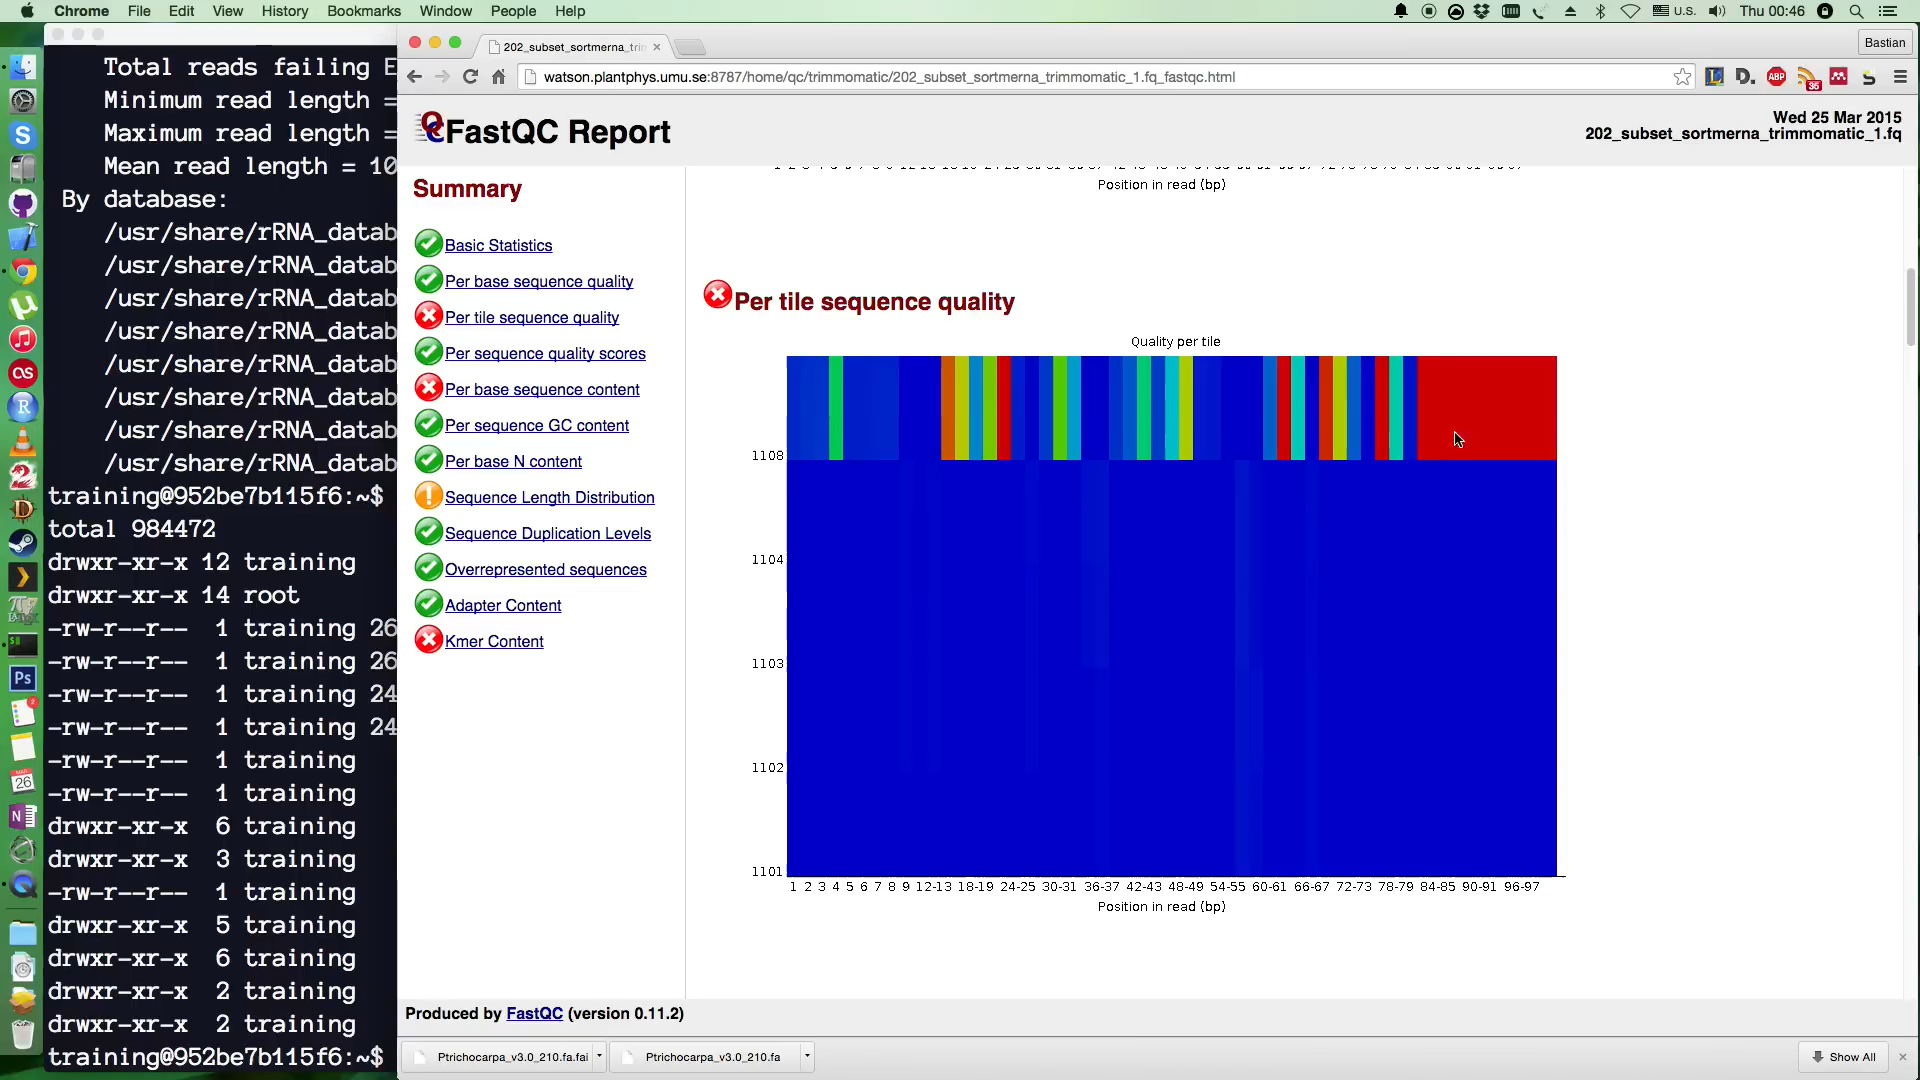 Chrome File Edit View History Bookmarks Window People Help
U.S. Thu 00:46
202_subset_sortmerna_trim
Bastian
watson.plantphys.umu.se:8787/home/qc/trimmomatic/202_subset_sortmerna_trimmomatic_1.fq_fastqc.html
Total reads failing E
Minimum read length =
Maximum read length =
Mean read length = 10
By database:
/usr/share/rRNA_datab
/usr/share/rRNA_datab
/usr/share/rRNA_datab
/usr/share/rRNA_datab
/usr/share/rRNA_datab
/usr/share/rRNA_datab
/usr/share/rRNA_datab
/usr/share/rRNA_datab
training@952be7b115f6:~$
total 984472
drwxr-xr-x 12 training
drwxr-xr-x 14 root
-rw-r--r-- 1 training 26
-rw-r--r-- 1 training 26
-rw-r--r-- 1 training 24
-rw-r--r-- 1 training 24
-rw-r--r-- 1 training
-rw-r--r-- 1 training
drwxr-xr-x 6 training
drwxr-xr-x 3 training
-rw-r--r-- 1 training
drwxr-xr-x 5 training
drwxr-xr-x 6 training
drwxr-xr-x 2 training
drwxr-xr-x 2 training
training@952be7b115f6:~$
FastQC Report
Wed 25 Mar 2015
202_subset_sortmerna_trimmomatic_1.fq
Summary
Basic Statistics
Per base sequence quality
Per tile sequence quality
Per sequence quality scores
Per base sequence content
Per sequence GC content
Per base N content
Sequence Length Distribution
Sequence Duplication Levels
Overrepresented sequences
Adapter Content
Kmer Content
Position in read (bp)
Per tile sequence quality
Quality per tile
1108
1104
1103
1102
1101
1 2 3 4 5 6 7 8 9 12-13 18-19 24-25 30-31 36-37 42-43 48-49 54-55 60-61 66-67 72-73 78-79 84-85 90-91 96-97
Position in read (bp)
Produced by FastQC (version 0.11.2)
Ptrichocarpa_v3.0_210.fa.fai
Ptrichocarpa_v3.0_210.fa
Show All